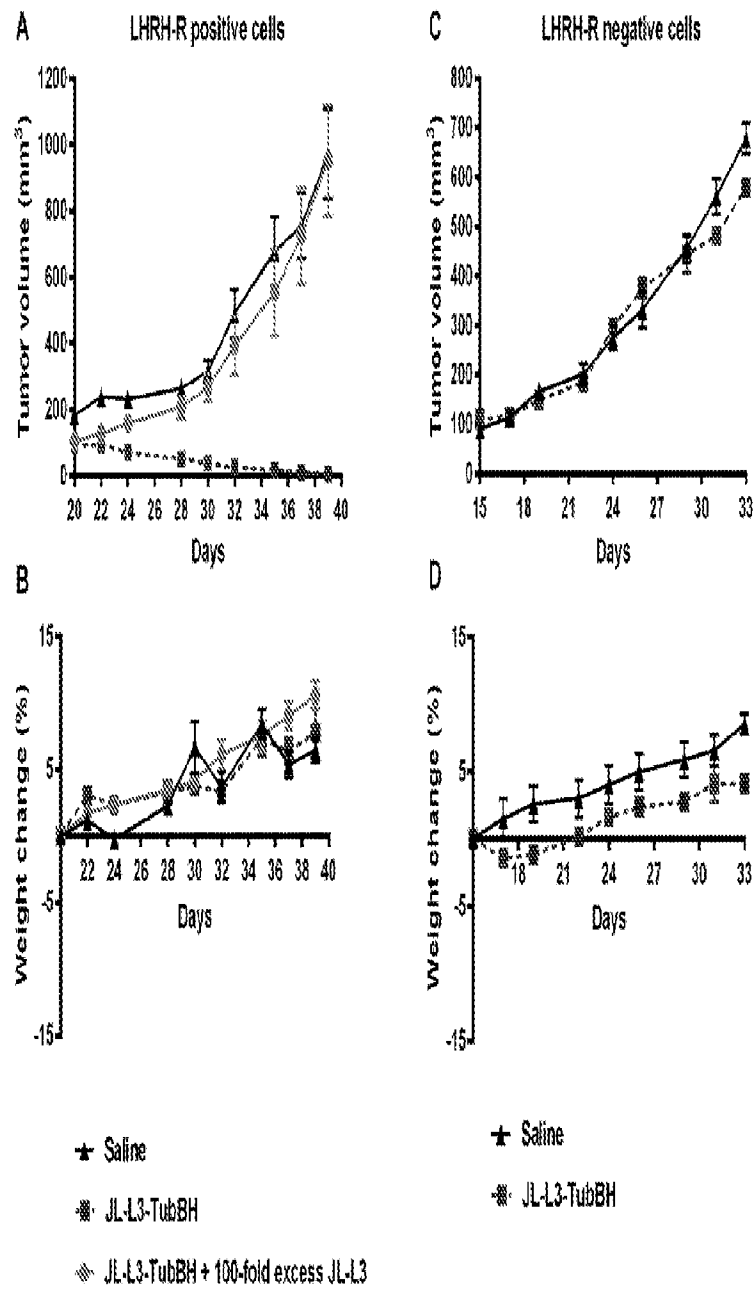 A
LHRH-R positive cells
Tumor volume (mm³)
1200
1000
800
600
400
200
0
20 22 24 26 28 30 32 34 36 38 40
Days
C
LHRH-R negative cells
Tumor volume (mm³)
800
700
600
500
400
300
200
100
0
15 18 21 24 27 30 33
Days
B
Weight change (%)
15
5
-5
-15
22 24 26 28 30 32 34 36 38 40
Days
D
Weight change (%)
15
5
-5
-15
18 21 24 27 30 33
Days
Saline
JL-L3-TubBH
JL-L3-TubBH + 100-fold excess JL-L3
Saline
JL-L3-TubBH